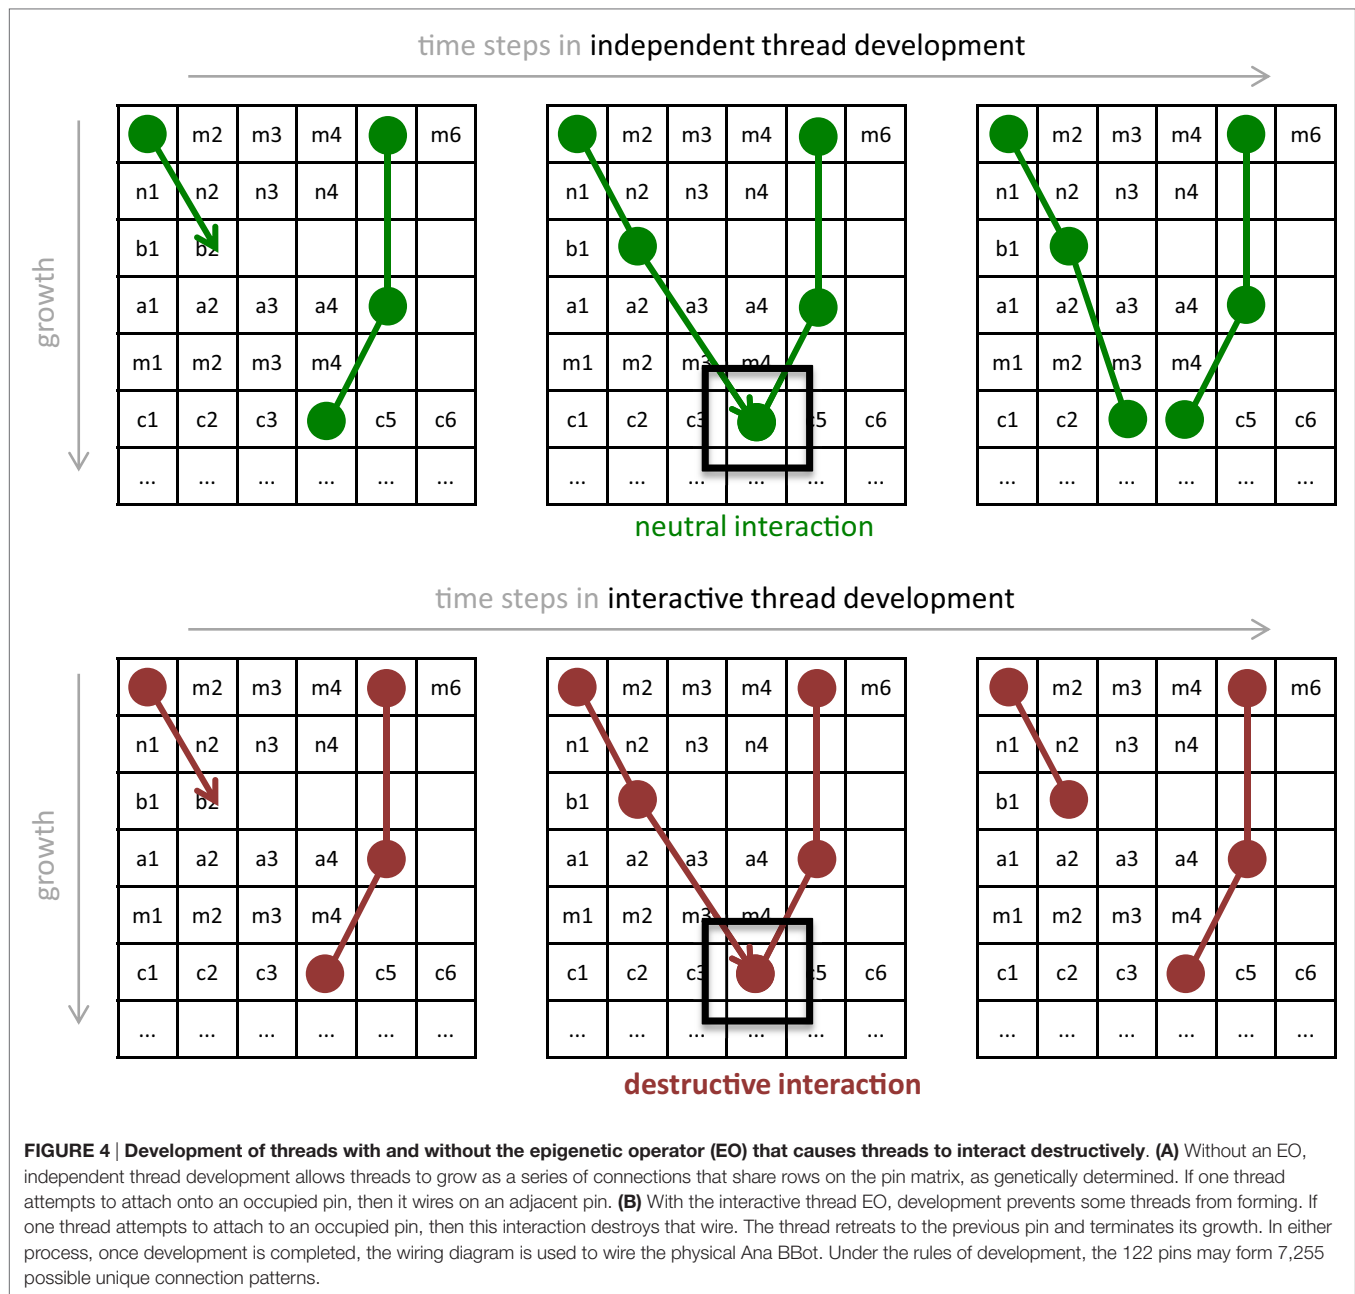 time steps in independent thread development
growth
m2 m3 m4 m6
n1 n2 n3 n4
b1 b2
a1 a2 a3 a4
m1 m2 m3 m4
c1 c2 c3 c5 c6
... ... ... ... ... ...
m2 m3 m4 m6
n1 n2 n3 n4
b1
a1 a2 a3 a4
m1 m2 m3 m4
c1 c2 c3 c5 c6
... ... ... ... ... ...
m2 m3 m4 m6
n1 n2 n3 n4
b1
a1 a2 a3 a4
m1 m2 m3 m4
c1 c2 c5 c6
... ... ... ... ... ...
neutral interaction
time steps in interactive thread development
growth
m2 m3 m4 m6
n1 n2 n3 n4
b1 b2
a1 a2 a3 a4
m1 m2 m3 m4
c1 c2 c3 c5 c6
... ... ... ... ... ...
m2 m3 m4 m6
n1 n2 n3 n4
b1
a1 a2 a3 a4
m1 m2 m3 m4
c1 c2 c3 c5 c6
... ... ... ... ... ...
m2 m3 m4 m6
n1 n2 n3 n4
b1
a1 a2 a3 a4
m1 m2 m3 m4
c1 c2 c3 c5 c6
... ... ... ... ... ...
destructive interaction
FIGURE 4 | Development of threads with and without the epigenetic operator (EO) that causes threads to interact destructively. (A) Without an EO,
independent thread development allows threads to grow as a series of connections that share rows on the pin matrix, as genetically determined. If one thread
attempts to attach onto an occupied pin, then it wires on an adjacent pin. (B) With the interactive thread EO, development prevents some threads from forming. If
one thread attempts to attach to an occupied pin, then this interaction destroys that wire. The thread retreats to the previous pin and terminates its growth. In either
process, once development is completed, the wiring diagram is used to wire the physical Ana BBot. Under the rules of development, the 122 pins may form 7,255
possible unique connection patterns.